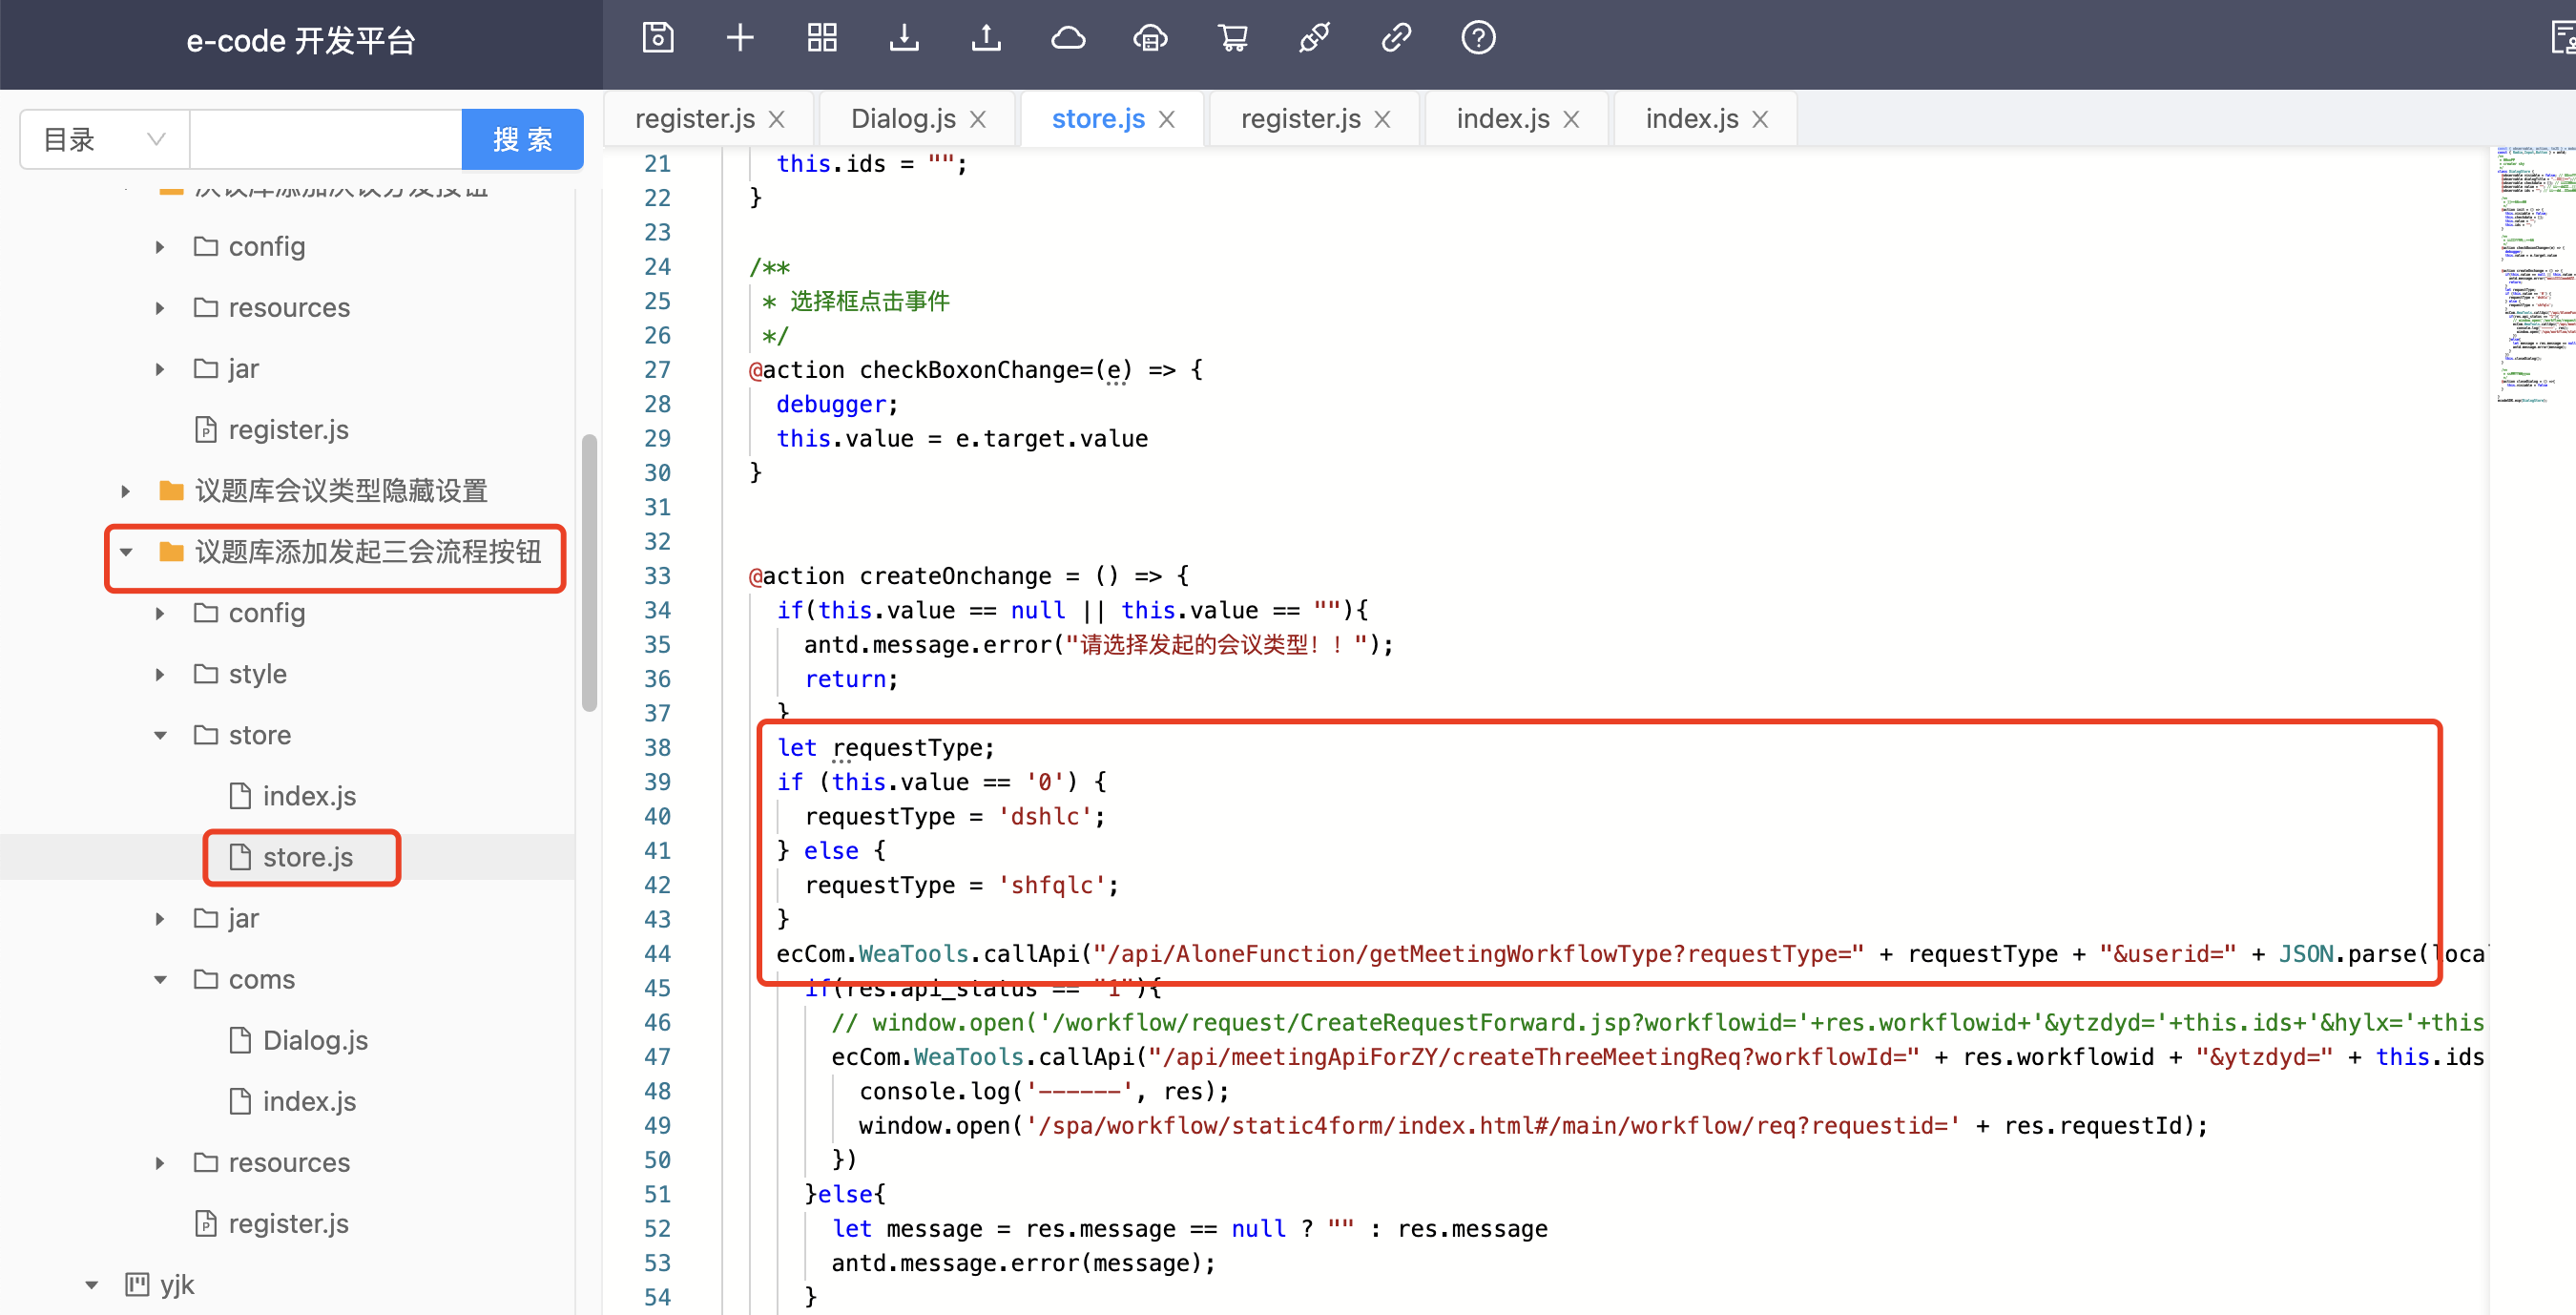 e-code 开发平台
目录
搜 索
config
resources
jar
register.js
议题库会议类型隐藏设置
议题库添加发起三会流程按钮
config
style
store
index.js
store.js
jar
coms
Dialog.js
index.js
resources
register.js
yjk
register.js
Dialog.js
store.js
register.js
index.js
index.js
21 this.ids = "";
22 }
23
24 /**
25 * 选择框点击事件
26 */
27 @action checkBoxonChange=(e) => {
28 debugger;
29 this.value = e.target.value
30 }
31
32
33 @action createOnchange = () => {
34 if(this.value == null || this.value == ""){
35 antd.message.error("请选择发起的会议类型！！");
36 return;
37 }
38 let requestType;
39 if (this.value == '0') {
40 requestType = 'dshlc';
41 } else {
42 requestType = 'shfqlc';
43 }
44 ecCom.WeaTools.callApi("/api/AloneFunction/getMeetingWorkflowType?requestType=" + requestType + "&userid=" + JSON.parse(loca
45 if(res.api_status == "1"){
46 // window.open('/workflow/request/CreateRequestForward.jsp?workflowid='+res.workflowid+'&ytzdyd='+this.ids+'&hylx='+this
47 ecCom.WeaTools.callApi("/api/meetingApiForZY/createThreeMeetingReq?workflowId=" + res.workflowid + "&ytzdyd=" + this.ids
48 console.log('------', res);
49 window.open('/spa/workflow/static4form/index.html#/main/workflow/req?requestid=' + res.requestId);
50 })
51 }else{
52 let message = res.message == null ? "" : res.message
53 antd.message.error(message);
54 }